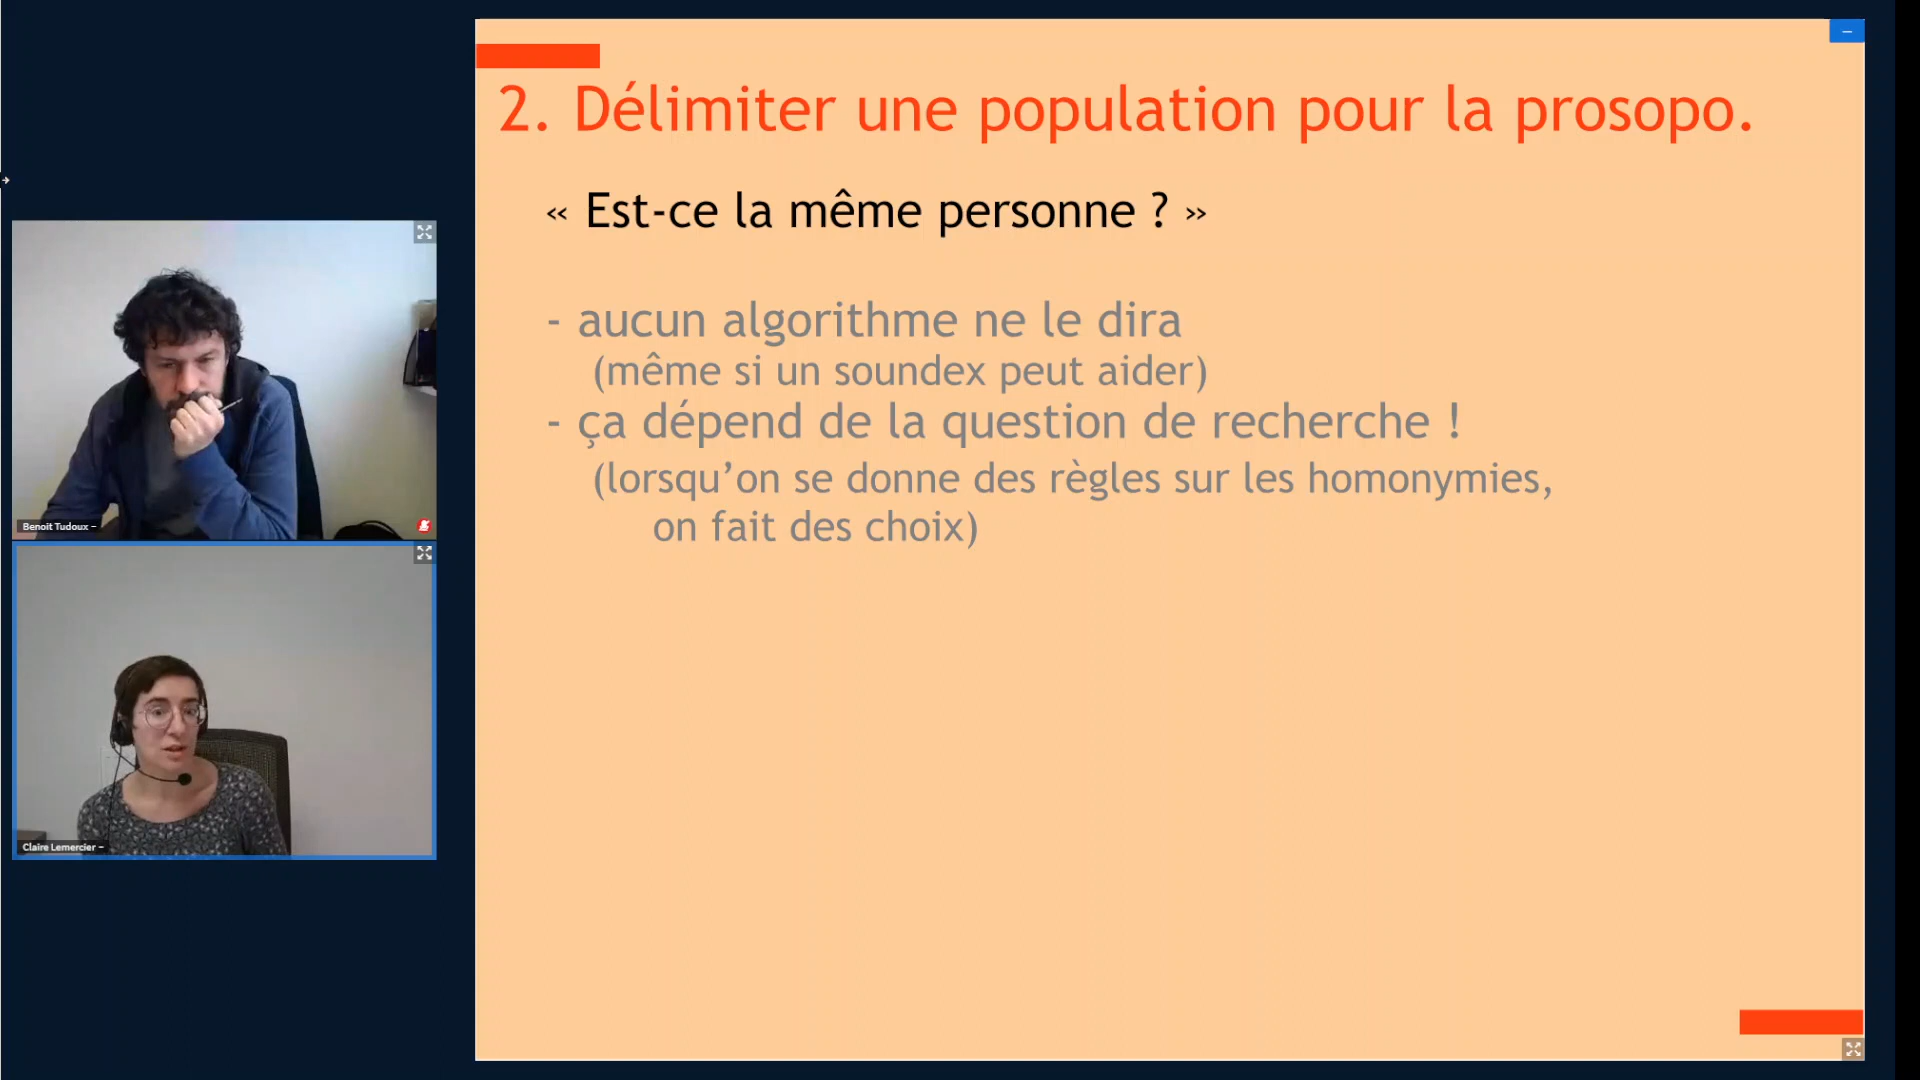 2. Délimiter une population pour la prosopo.
« Est-ce la même personne ? »
- aucun algorithme ne le dira
(même si un soundex peut aider)
- ça dépend de la question de recherche !
(lorsqu’on se donne des règles sur les homonymies,
on fait des choix)
Benoit Tudoux
Claire Lemercier